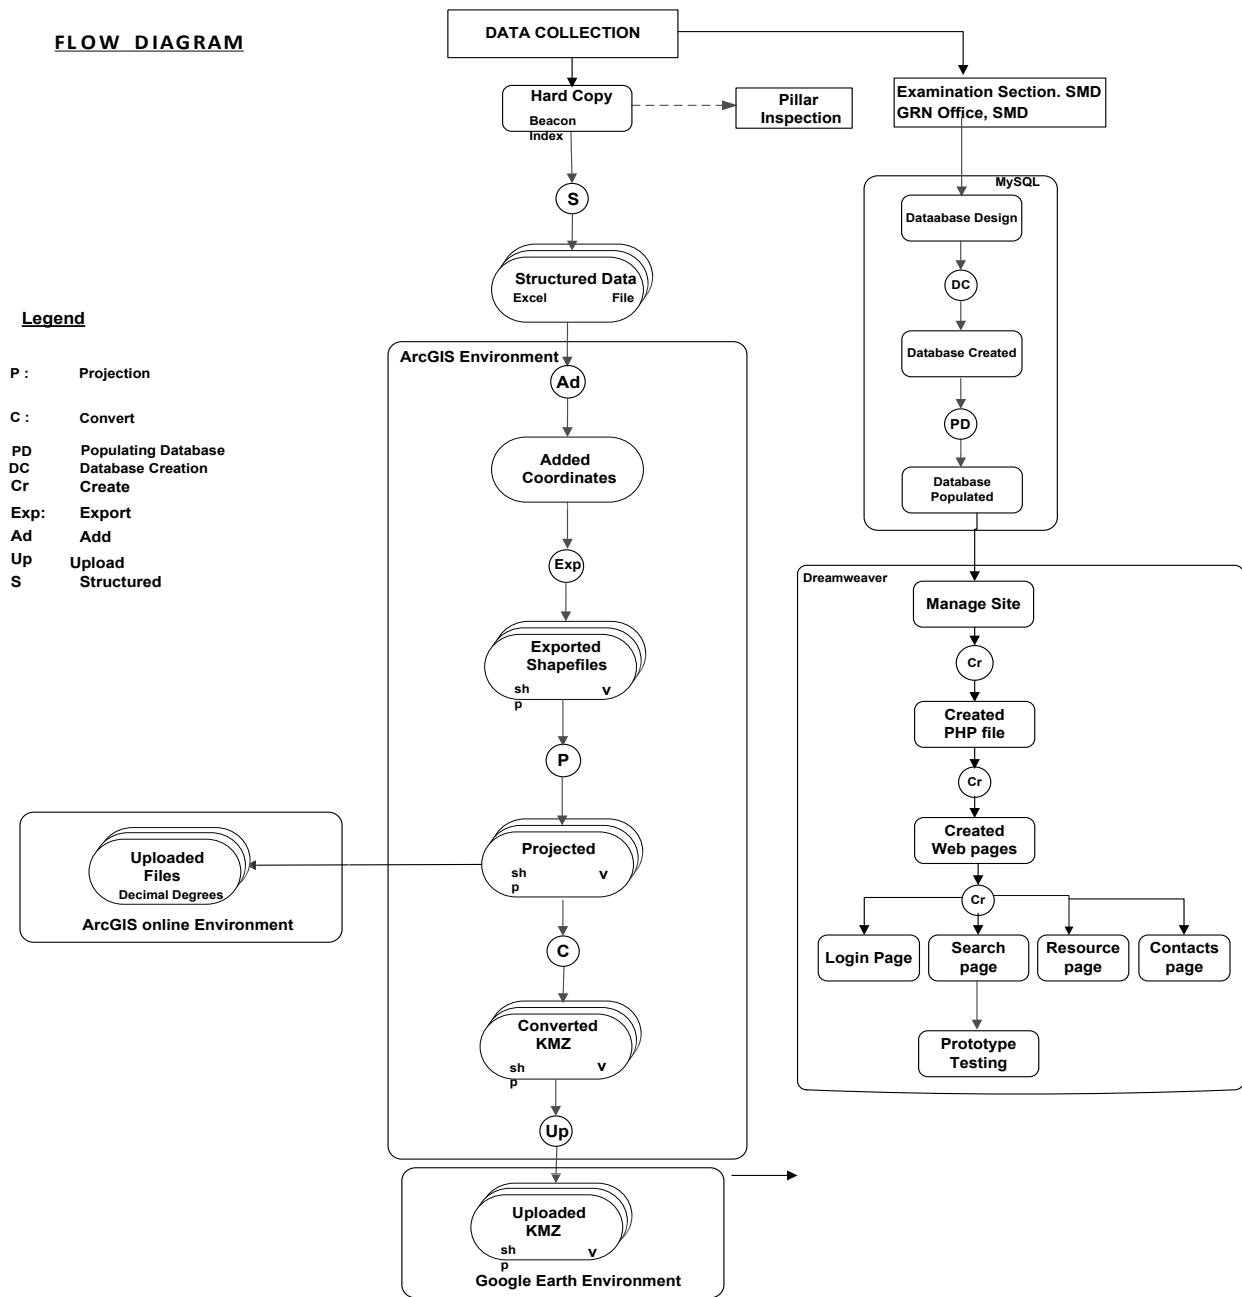 FLOW DIAGRAM
DATA COLLECTION
Hard Copy
Beacon
Index
Pillar
Inspection
Examination Section. SMD
GRN Office, SMD
S
Structured Data
Excel File
MySQL
Dataabase Design
DC
Database Created
PD
Database
Populated
Legend
P : Projection
C : Convert
PD Populating Database
DC Database Creation
Cr Create
Exp: Export
Ad Add
Up Upload
S Structured
ArcGIS Environment
Ad
Added
Coordinates
Exp
Exported
Shapefiles
sh v
p
P
Projected
sh v
p
Uploaded
Files
Decimal Degrees
ArcGIS online Environment
C
Converted
KMZ
sh v
p
Up
Uploaded
KMZ
sh v
p
Google Earth Environment
Dreamweaver
Manage Site
Cr
Created
PHP file
Cr
Created
Web pages
Cr
Login Page
Search
page
Resource
page
Contacts
page
Prototype
Testing